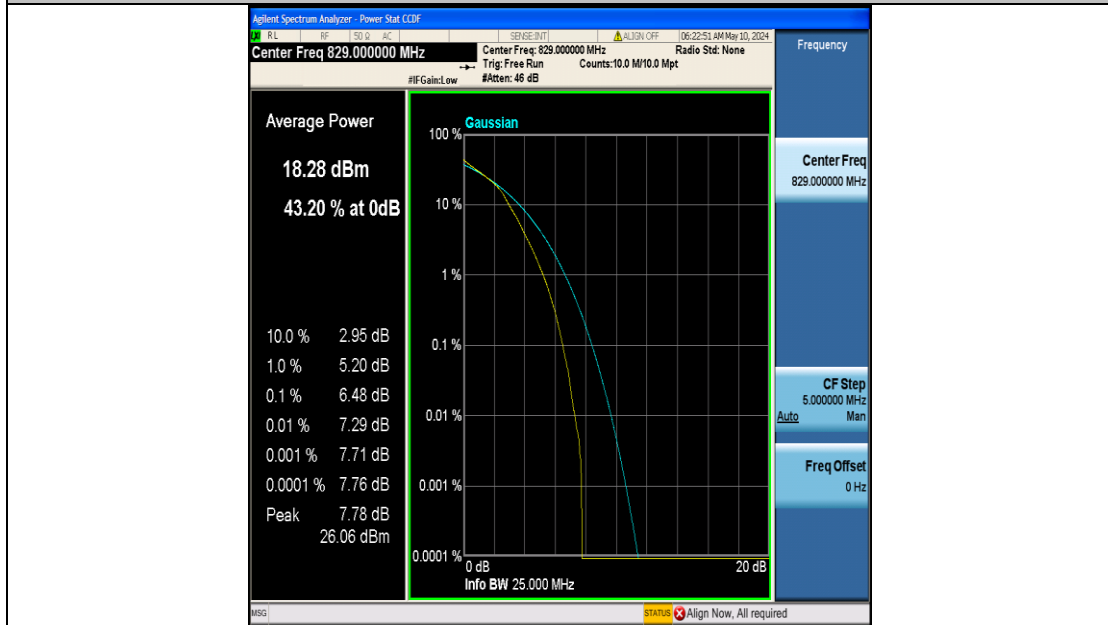 Agilent Spectrum Analyzer - Power Stat CCDF
RL RF 50 Ω AC SENSE:INT ALIGN OFF 06:22:51 AM May 10, 2024
Center Freq 829.000000 MHz
Center Freq: 829.000000 MHz Radio Std: None
Trig: Free Run Counts:10.0 M/10.0 Mpt
#IFGain:Low #Atten: 46 dB
Frequency
Average Power
18.28 dBm
43.20 % at 0dB
10.0 % 2.95 dB
1.0 % 5.20 dB
0.1 % 6.48 dB
0.01 % 7.29 dB
0.001 % 7.71 dB
0.0001 % 7.76 dB
Peak 7.78 dB
26.06 dBm
Gaussian
100 %
10 %
1 %
0.1 %
0.01 %
0.001 %
0.0001 %
0 dB 20 dB
Info BW 25.000 MHz
Center Freq
829.000000 MHz
CF Step
5.000000 MHz
Auto Man
Freq Offset
0 Hz
MSG STATUS Align Now, All required